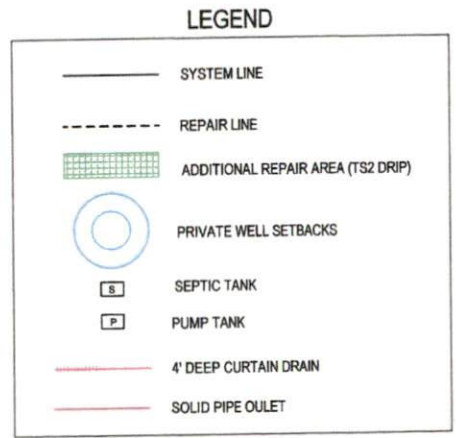 LEGEND
SYSTEM LINE
REPAIR LINE
ADDITIONAL REPAIR AREA (TS2 DRIP)
PRIVATE WELL SETBACKS
S SEPTIC TANK
P PUMP TANK
4' DEEP CURTAIN DRAIN
SOLID PIPE OULET